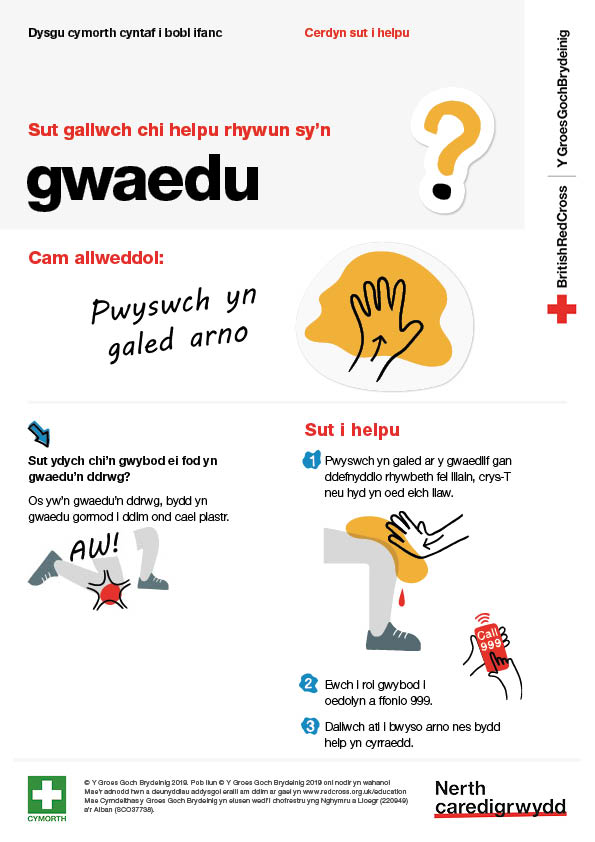 Dysgu cymorth cyntaf i bobl ifanc
Cerdyn sut i helpu
Y Groes Goch Brydeinig
BritishRedCross
Sut gallwch chi helpu rhywun sy'n
gwaedu
Cam allweddol:
Pwyswch yn
galed arno
Sut ydych chi'n gwybod ei fod yn
gwaedu'n ddrwg?
Os yw'n gwaedu'n ddrwg, bydd yn
gwaedu gormod i ddim ond cael plastr.
AW!
Sut i helpu
1 Pwyswch yn galed ar y gwaedlif gan
ddefnyddio rhywbeth fel lliain, crys-T
neu hyd yn oed eich llaw.
Call
999
2 Ewch i roi gwybod i
oedolyn a ffonio 999.
3 Daliwch ati i bwyso arno nes bydd
help yn cyrraedd.
CYMORTH
© Y Groes Goch Brydeinig 2019. Pob llun © Y Groes Goch Brydeinig 2019 oni nodir yn wahanol
Mae'r adnodd hwn a deunyddiau addysgol eraill am ddim ar gael yn www.redcross.org.uk/education
Mae Cymdeithas y Groes Goch Brydeinig yn elusen wedi'i chofrestru yng Nghymru a Lloegr (220949)
a'r Alban (SCO37738).
Nerth
caredigrwydd